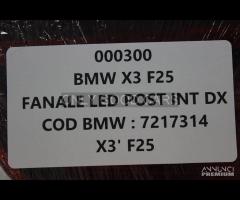 000300
BMW X3 F25
FANALE LED POST INT DX
COD BMW : 7217314
X3' F25
ANNUNCI
PREMIUM